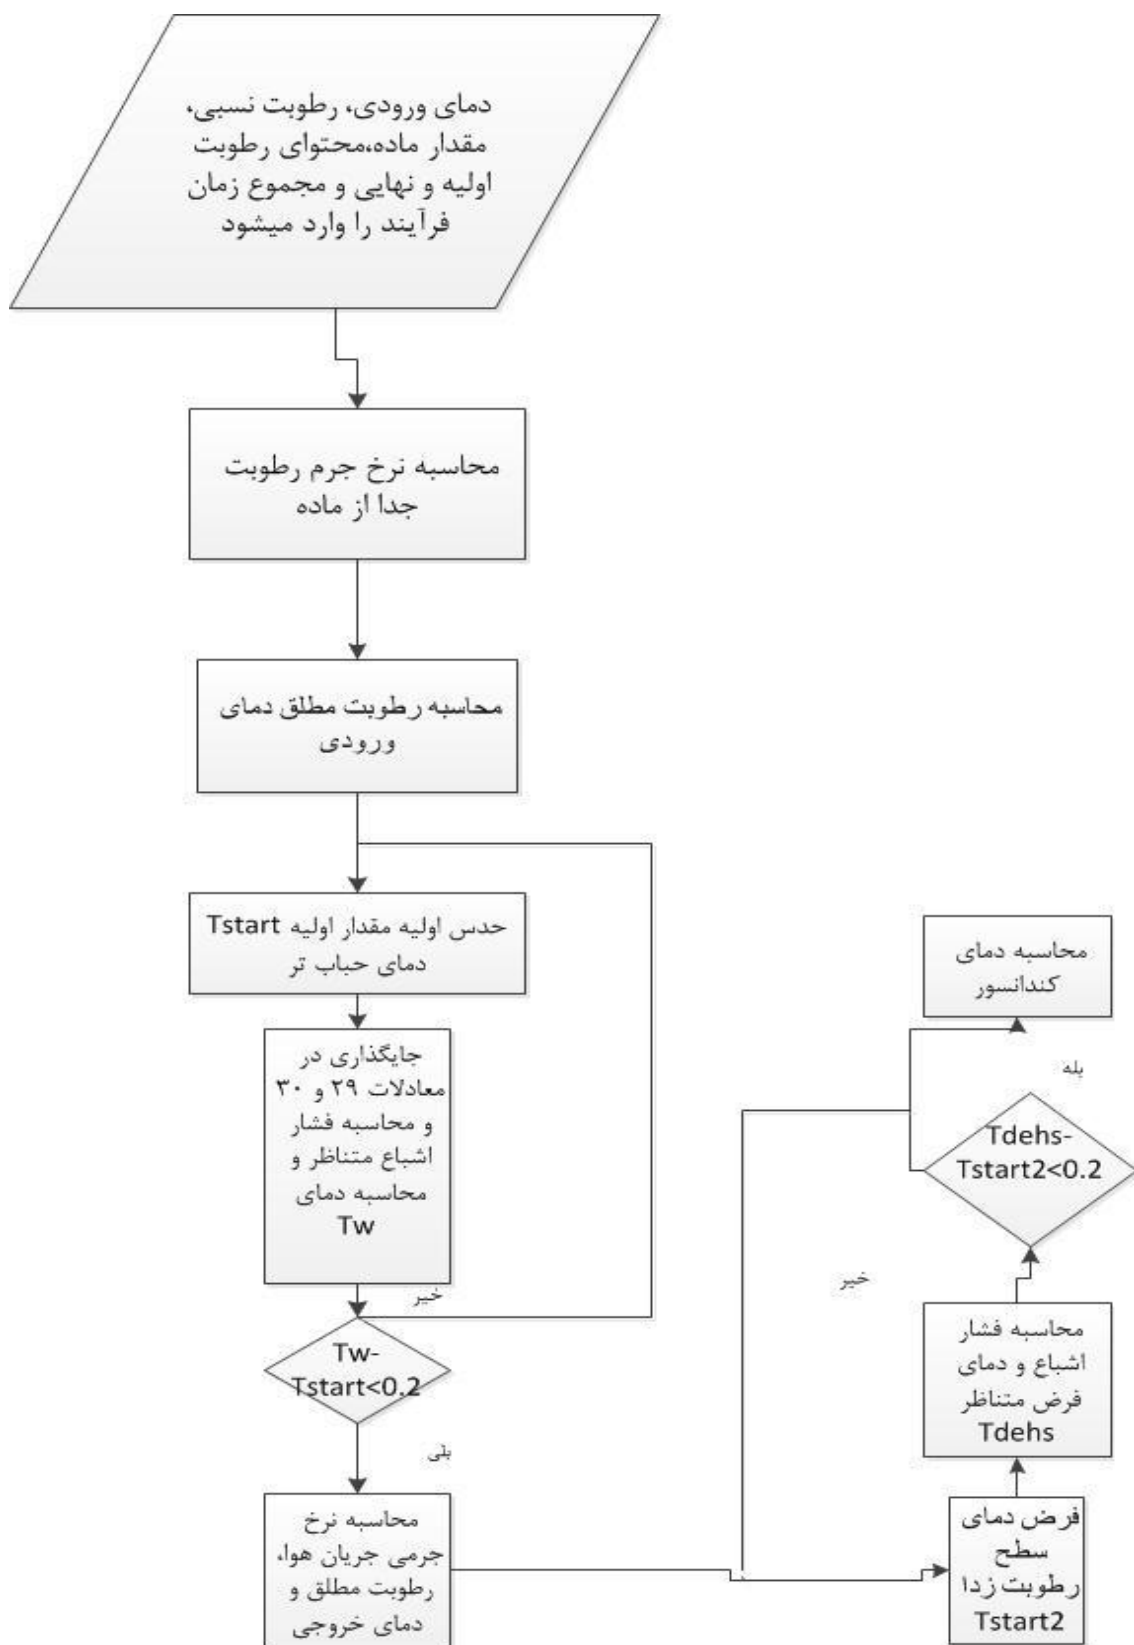 دمای ورودی، رطوبت نسبی،
مقدار ماده،محتوای رطوبت
اولیه و نهایی و مجموع زمان
فرآیند را وارد میشود
محاسبه نرخ جرم رطوبت
جدا از ماده
محاسبه رطوبت مطلق دمای
ورودی
حدس اولیه مقدار اولیه Tstart
دمای حباب تر
جایگذاری در
معادلات ۲۹ و ۳۰
و محاسبه فشار
اشباع متناظر و
محاسبه دمای
Tw
خیر
Tw-
Tstart<0.2
بلی
محاسبه نرخ
جرمی جریان هوا،
رطوبت مطلق و
دمای خروجی
فرض دمای
سطح
رطوبت زدا
Tstart2
محاسبه فشار
اشباع و دمای
فرض متناظر
Tdehs
خیر
Tdehs-
Tstart2<0.2
بله
محاسبه دمای
کندانسور